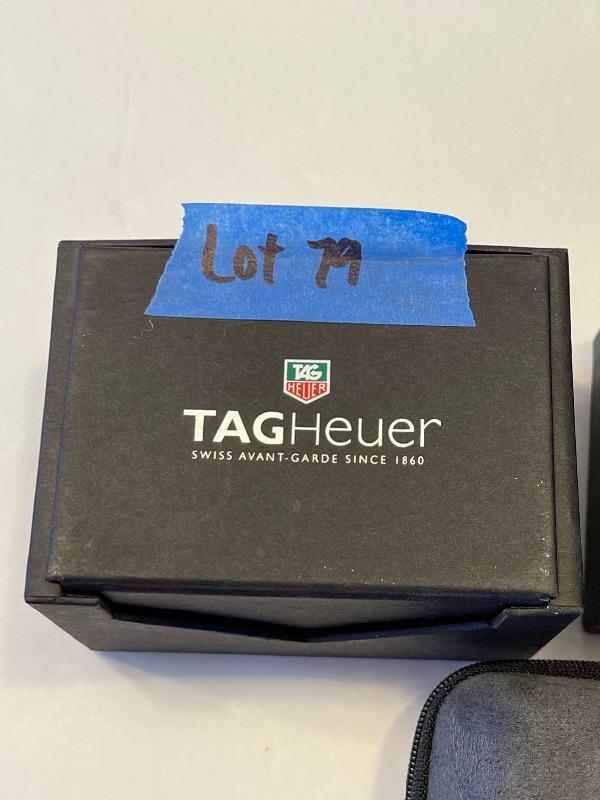 Lot 79
TAG
HEUER
TAGHeuer
SWISS AVANT-GARDE SINCE 1860